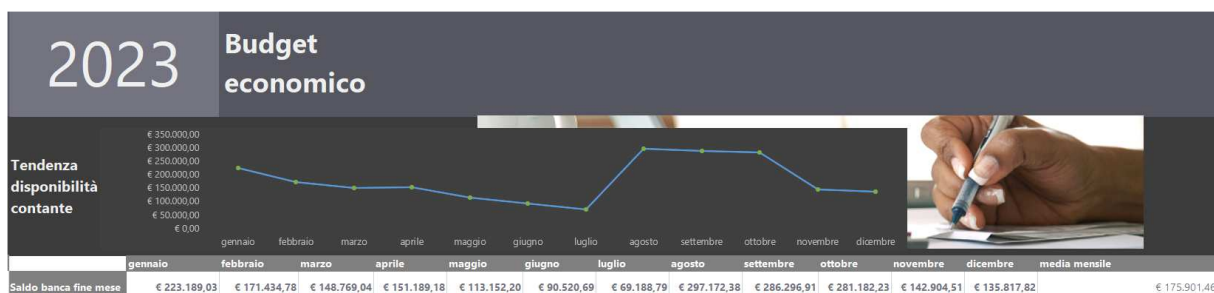 2023
Budget
economico
Tendenza
disponibilità
contante
€ 350.000,00
€ 300.000,00
€ 250.000,00
€ 200.000,00
€ 150.000,00
€ 100.000,00
€ 50.000,00
€ 0,00
gennaio febbraio marzo aprile maggio giugno luglio agosto settembre ottobre novembre dicembre
gennaio febbraio marzo aprile maggio giugno luglio agosto settembre ottobre novembre dicembre media mensile
Saldo banca fine mese € 223.189,03 € 171.434,78 € 148.769,04 € 151.189,18 € 113.152,20 € 90.520,69 € 69.188,79 € 297.172,38 € 286.296,91 € 281.182,23 € 142.904,51 € 135.817,82 € 175.901,46